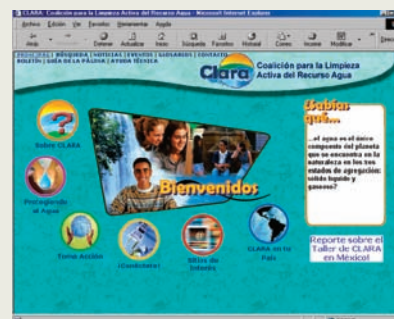 CLARA: Coalición para la Limpieza Activa del Recurso Agua - Microsoft Internet Explorer
Archivo Edición Ver Favoritos Herramientas Ayuda
Atrás Detener Actualizar Inicio Búsqueda Favoritos Historial Correo Imprimir Modificar
PRINCIPAL | BÚSQUEDA | NOTICIAS | EVENTOS | GLOSARIOS | CONTACTO
BOLETÍN | GUÍA DE LA PÁGINA | AYUDA TÉCNICA
Clara
Coalición para la Limpieza
Activa del Recurso Agua
Sobre CLARA
Protegiendo
el Agua
Toma Acción
¡Conéctate!
Sitios de
Interés
CLARA en tu
País
Bienvenidos
¿Sabías
qué...
...el agua es el único
compuesto del planeta
que se encuentra en la
naturaleza en los tres
estados de agregación:
sólido líquido y
gaseoso?
Reporte sobre el
Taller de CLARA
en México!